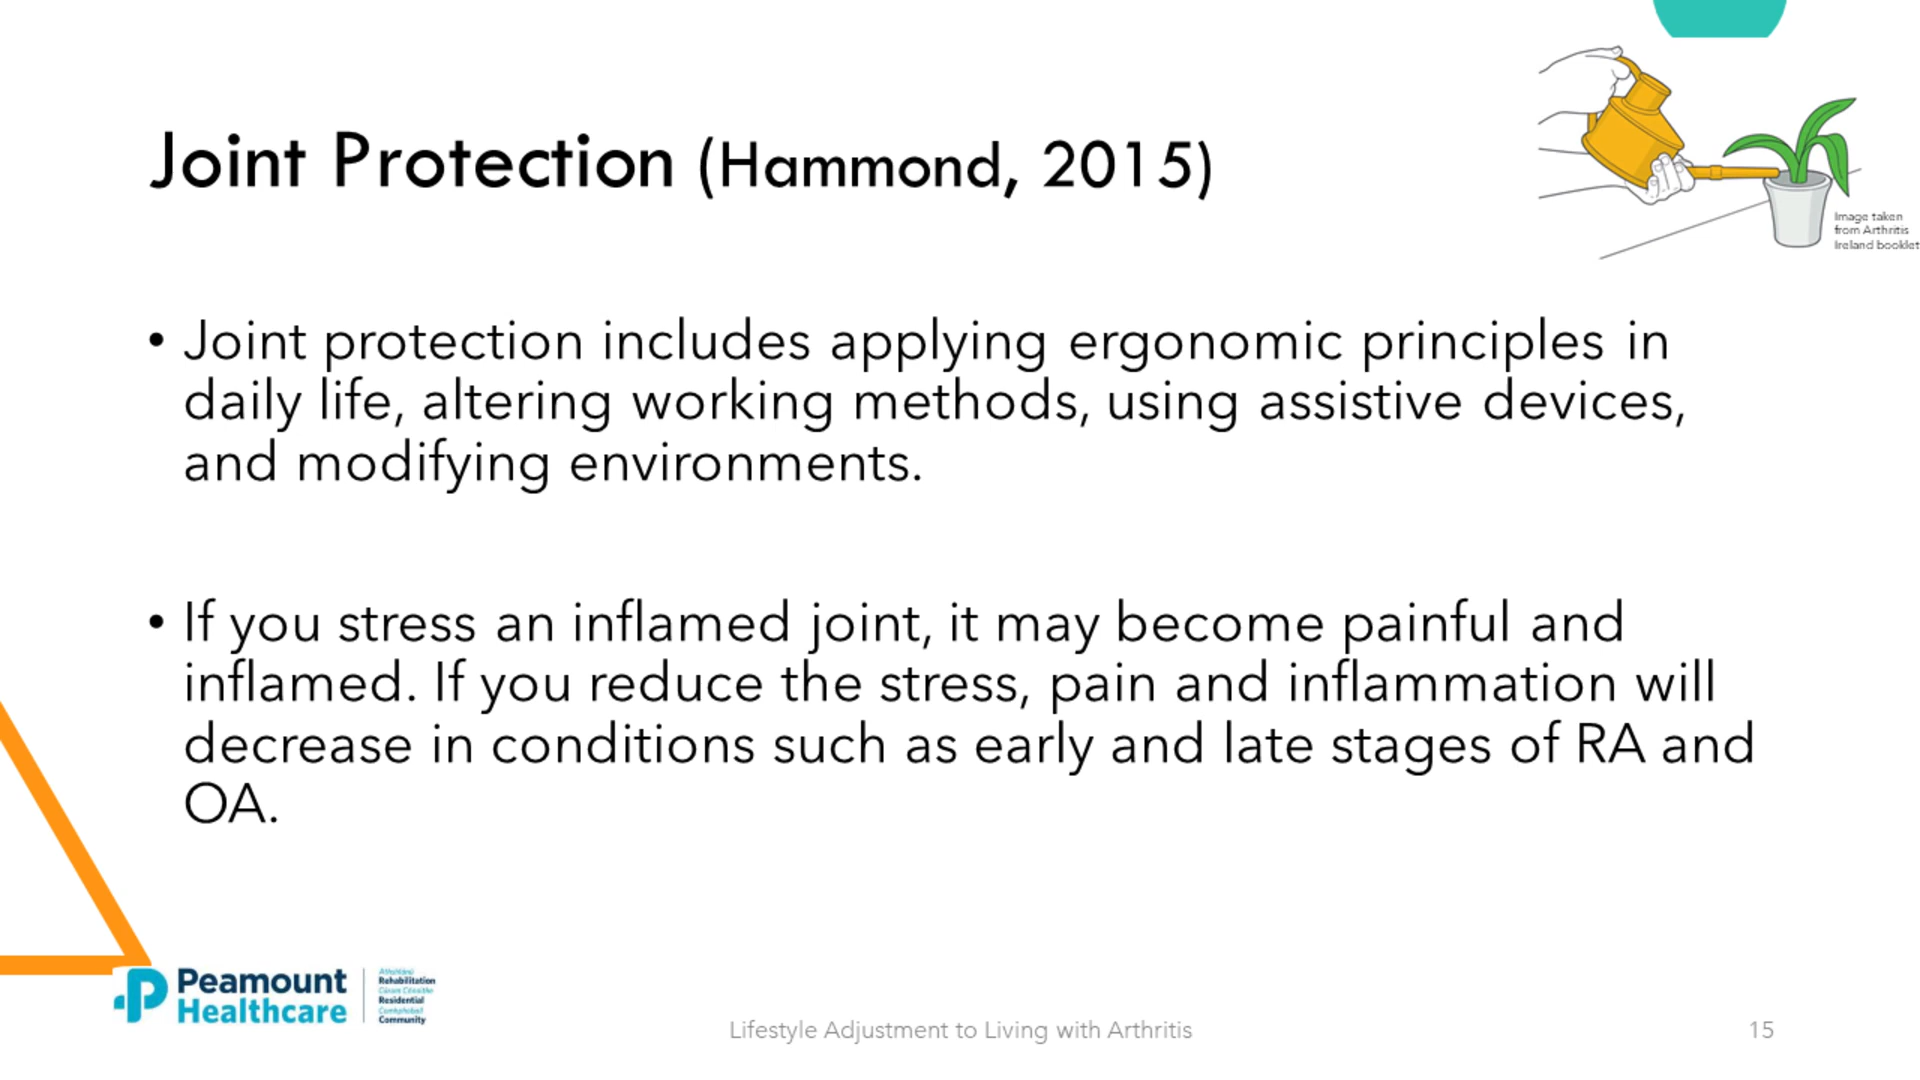 Joint Protection (Hammond, 2015)
Image taken
from Arthritis
Ireland booklet
• Joint protection includes applying ergonomic principles in
daily life, altering working methods, using assistive devices,
and modifying environments.
• If you stress an inflamed joint, it may become painful and
inflamed. If you reduce the stress, pain and inflammation will
decrease in conditions such as early and late stages of RA and
OA.
Peamount
Healthcare
Rehabilitation
Residential
Community
Lifestyle Adjustment to Living with Arthritis
15